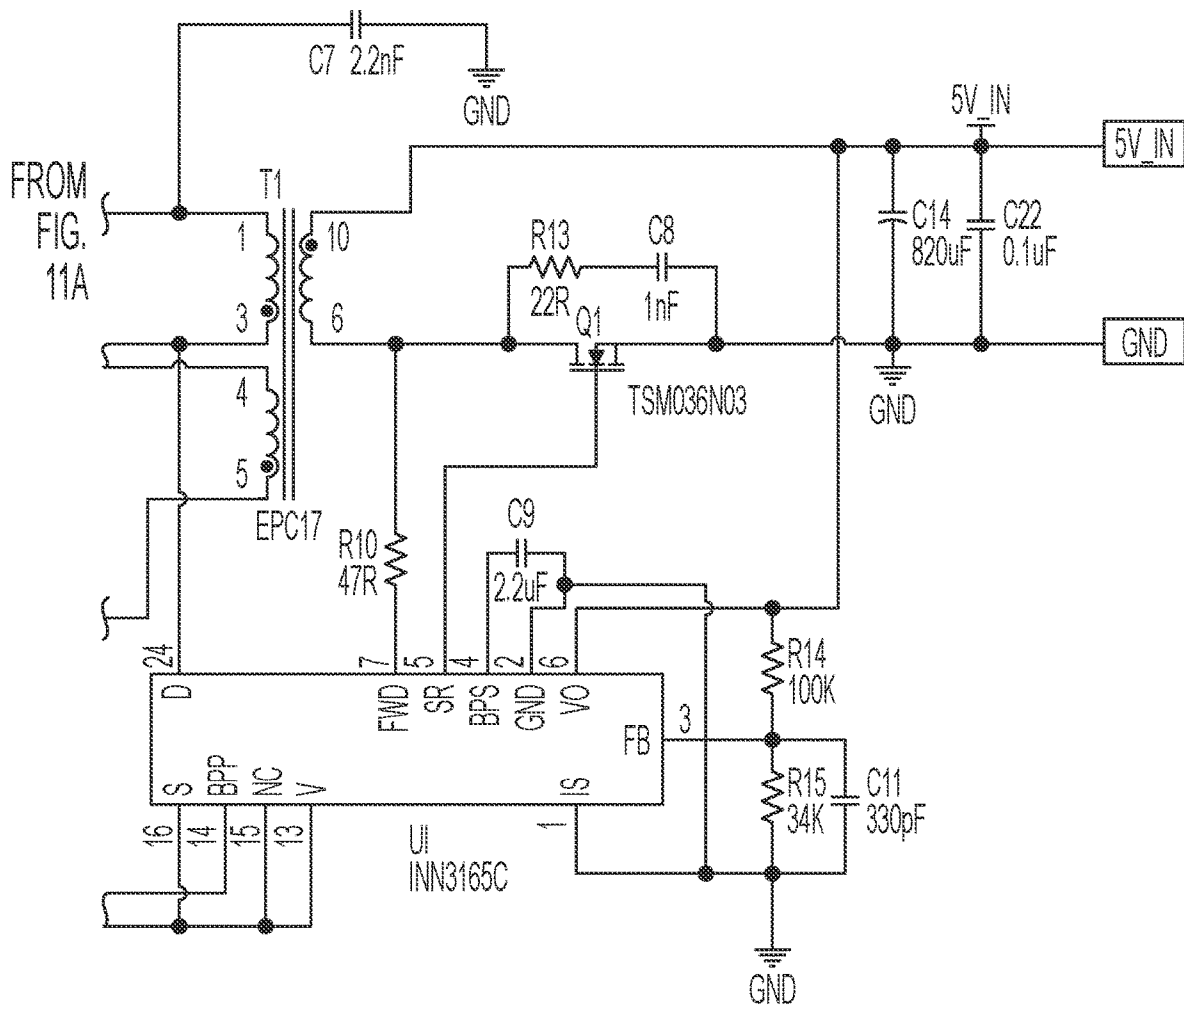 C7 2.2nF
GND
5V_IN
5V_IN
FROM
FIG.
11A
T1
1
10
3
6
4
5
EPC17
R13
22R
C8
1nF
Q1
TSM036N03
C14
820uF
C22
0.1uF
GND
GND
R10
47R
C9
2.2uF
24
7
5
4
2
6
D
FWD
SR
BPS
GND
VO
FB
3
S
BPP
NC
V
IS
16
14
15
13
1
UI
INN3165C
R14
100K
R15
34K
C11
330pF
GND